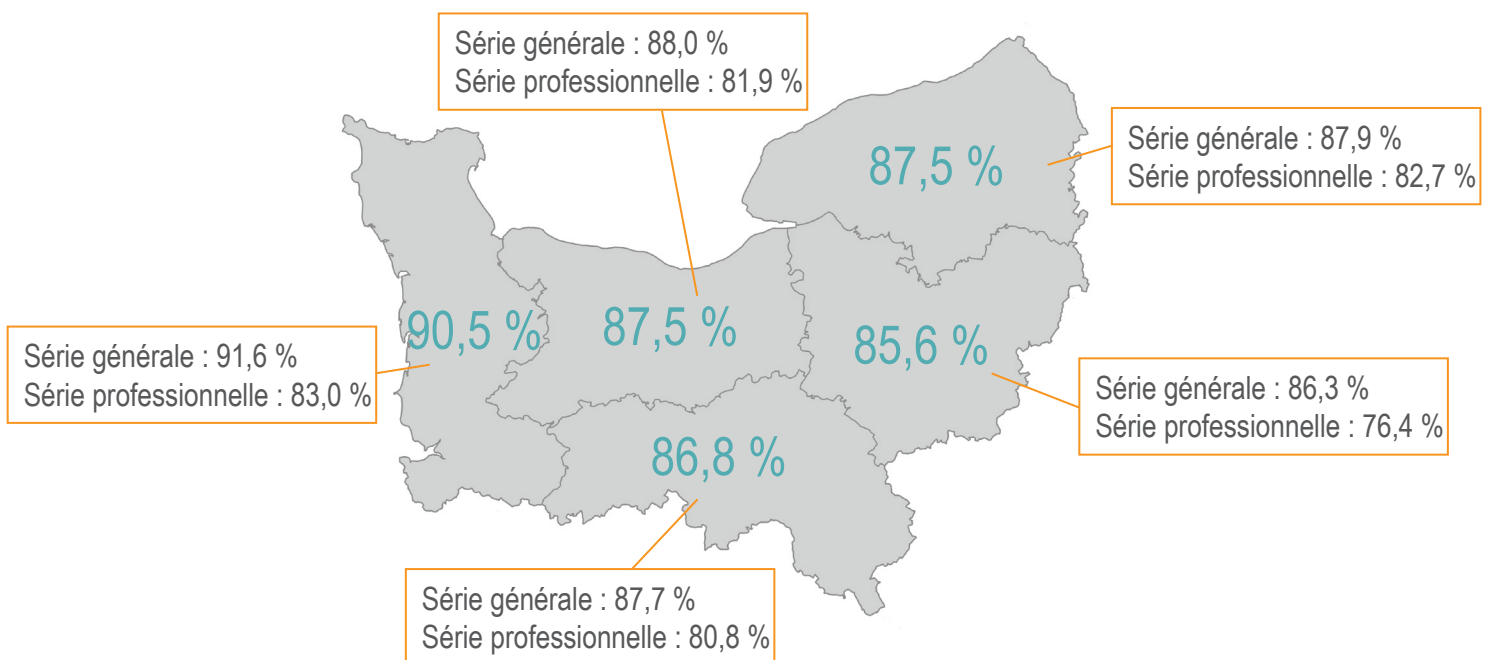 Série générale : 88,0 %
Série professionnelle : 81,9 %
Série générale : 87,9 %
Série professionnelle : 82,7 %
87,5 %
90,5 %
87,5 %
85,6 %
Série générale : 91,6 %
Série professionnelle : 83,0 %
Série générale : 86,3 %
Série professionnelle : 76,4 %
86,8 %
Série générale : 87,7 %
Série professionnelle : 80,8 %